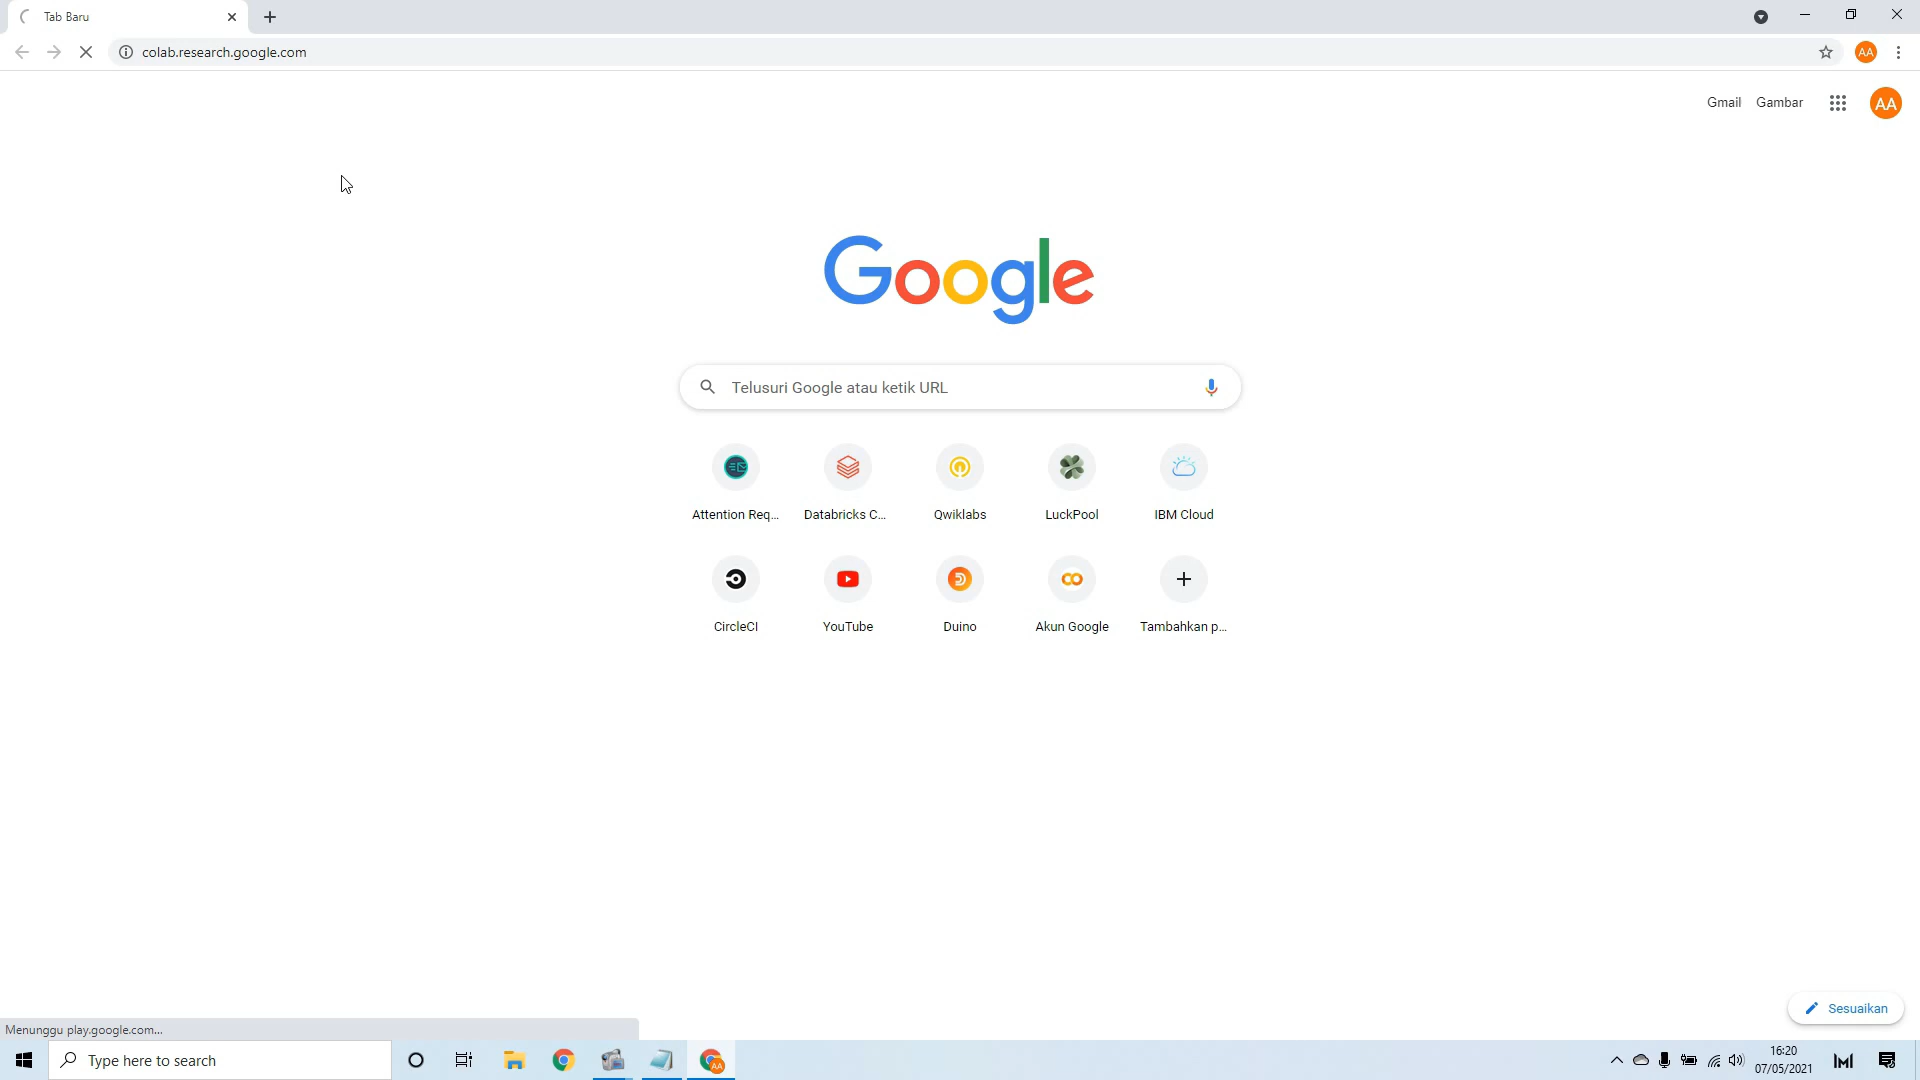 Tab Baru
colab.research.google.com
AA
Gmail Gambar AA
Google
Telusuri Google atau ketik URL
Attention Req... Databricks C... Qwiklabs LuckPool IBM Cloud
CircleCI YouTube Duino Akun Google Tambahkan p...
Sesuaikan
Menunggu play.google.com...
Type here to search
AA
16:20
07/05/2021